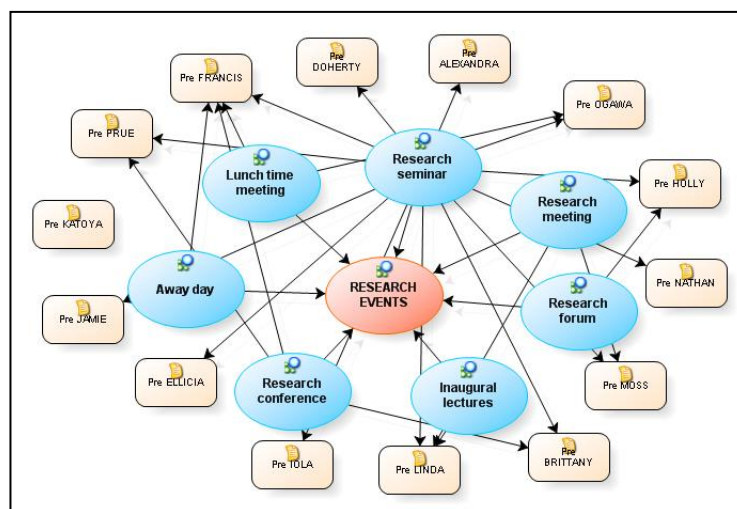 Pre
DOHERTY
Pre
ALEXANDRA
Pre FRANCIS
Pre OGAWA
Pre PRUE
Research
seminar
Lunch time
meeting
Pre HOLLY
Research
meeting
Pre KATOYA
Away day
RESEARCH
EVENTS
Pre NATHAN
Research
forum
Pre JAMIE
Pre ELLICIA
Research
conference
Inaugural
lectures
Pre MOSS
Pre IOLA
Pre LINDA
Pre
BRITTANY